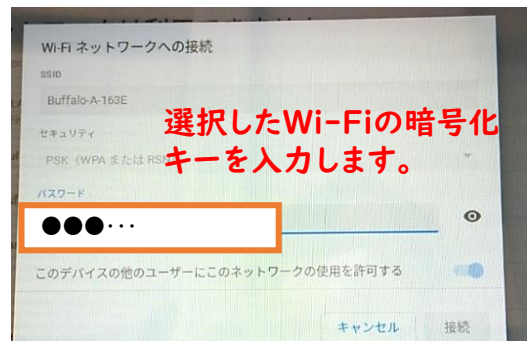 Wi-Fi ネットワークへの接続
SSID
Buffalo-A-163E
選択したWi-Fiの暗号化
キーを入力します。
セキュリティ
PSK（WPA または RSN
パスワード
●●●･･･
このデバイスの他のユーザーにこのネットワークの使用を許可する
キャンセル
接続